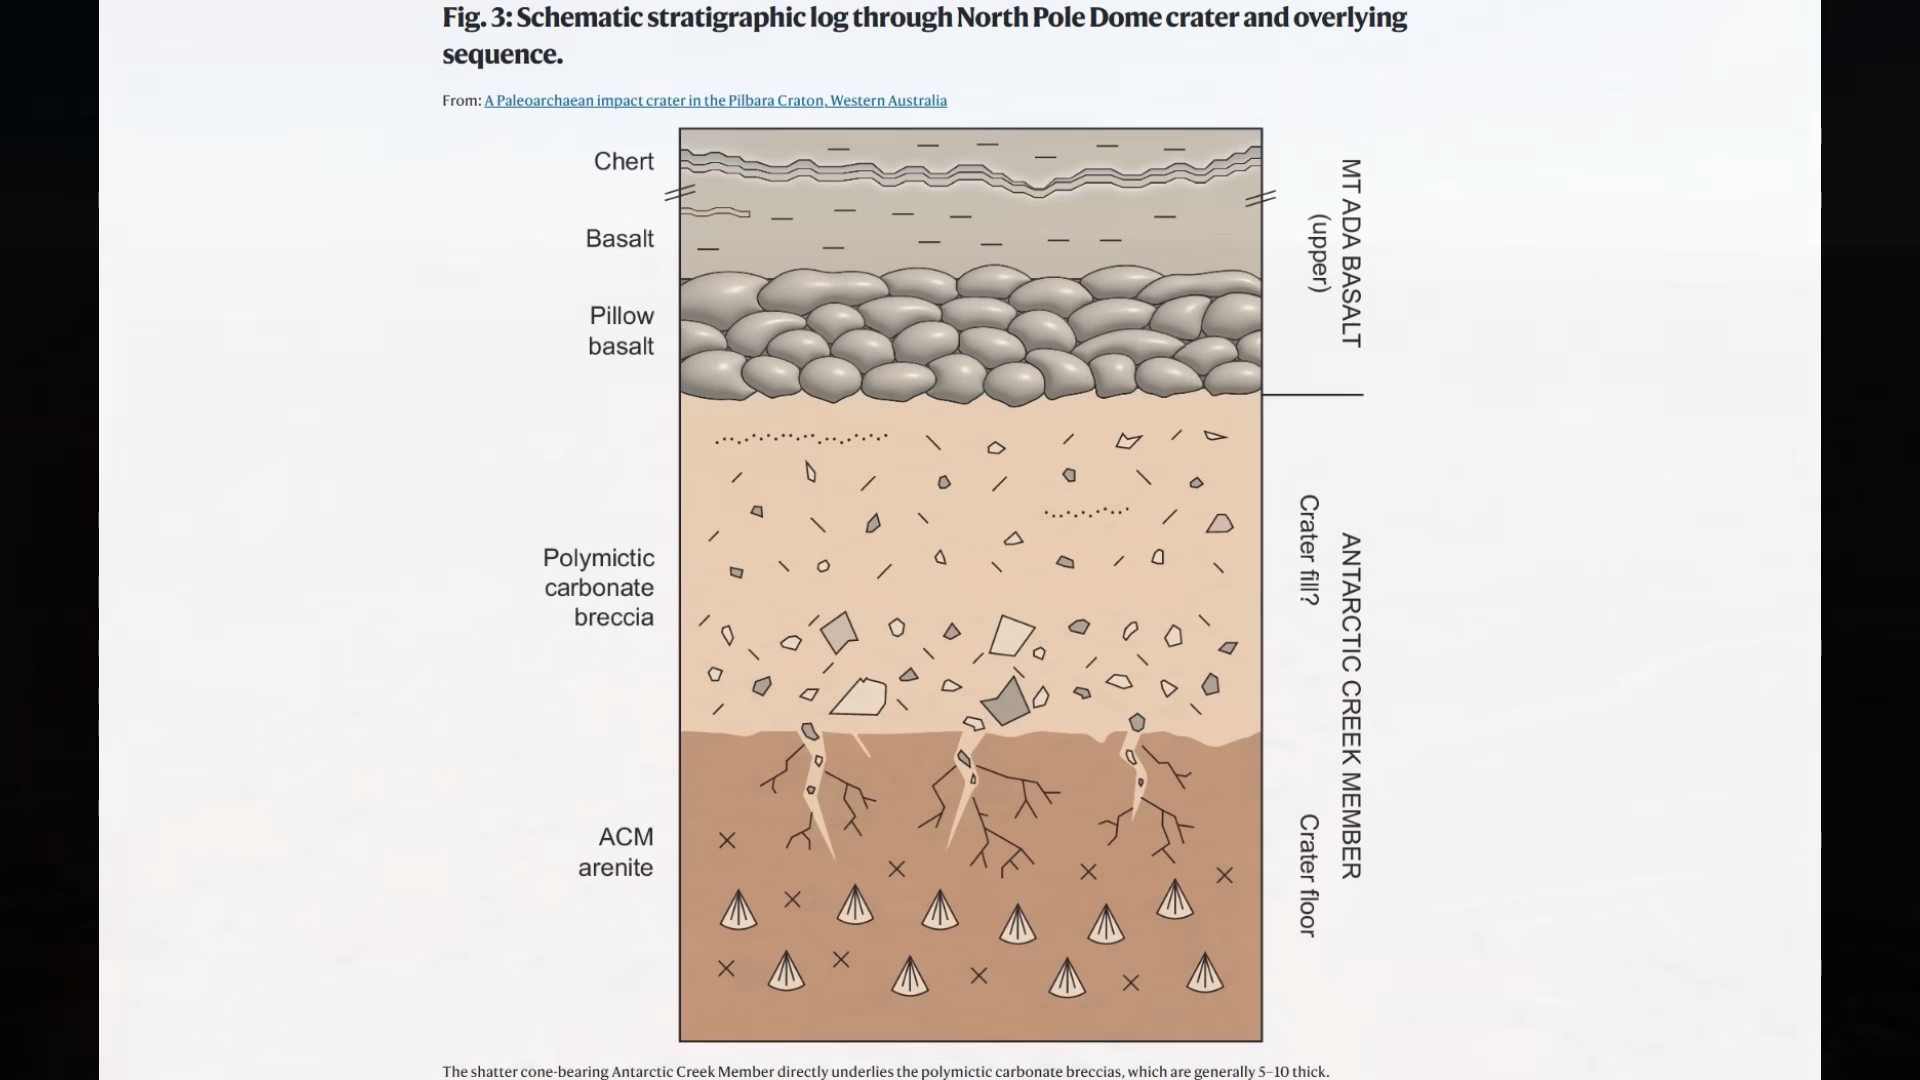 Fig. 3: Schematic stratigraphic log through North Pole Dome crater and overlying
sequence.
From: A Paleoarchaean impact crater in the Pilbara Craton, Western Australia
Chert
Basalt
Pillow
basalt
Polymictic
carbonate
breccia
ACM
arenite
MT ADA BASALT
(upper)
ANTARCTIC CREEK MEMBER
Crater fill?
Crater floor
The shatter cone-bearing Antarctic Creek Member directly underlies the polymictic carbonate breccias, which are generally 5–10 thick.